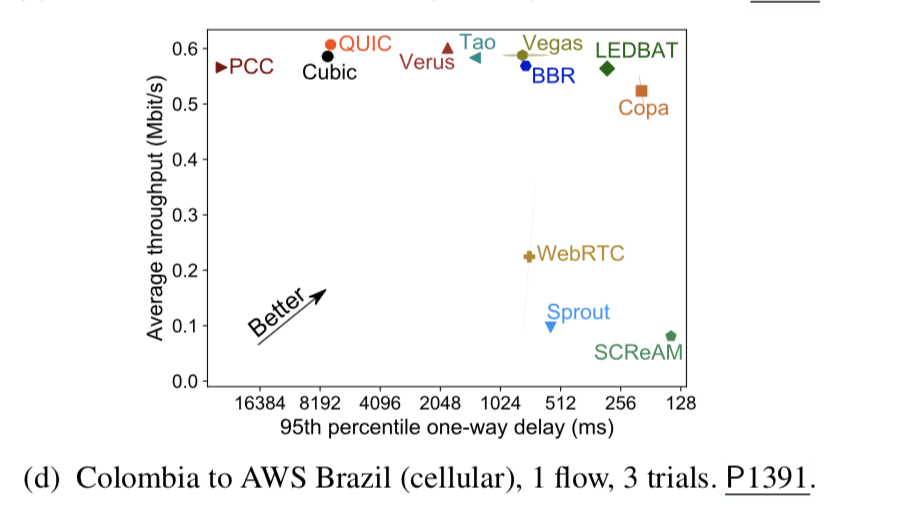 0.6
0.5
0.4
0.3
0.2
0.1
0.0
Average throughput (Mbit/s)
PCC
QUIC
Cubic
Verus
Tao
Vegas
BBR
LEDBAT
Copa
WebRTC
Sprout
SCReAM
Better
16384 8192 4096 2048 1024 512 256 128
95th percentile one-way delay (ms)
(d) Colombia to AWS Brazil (cellular), 1 flow, 3 trials. P1391.